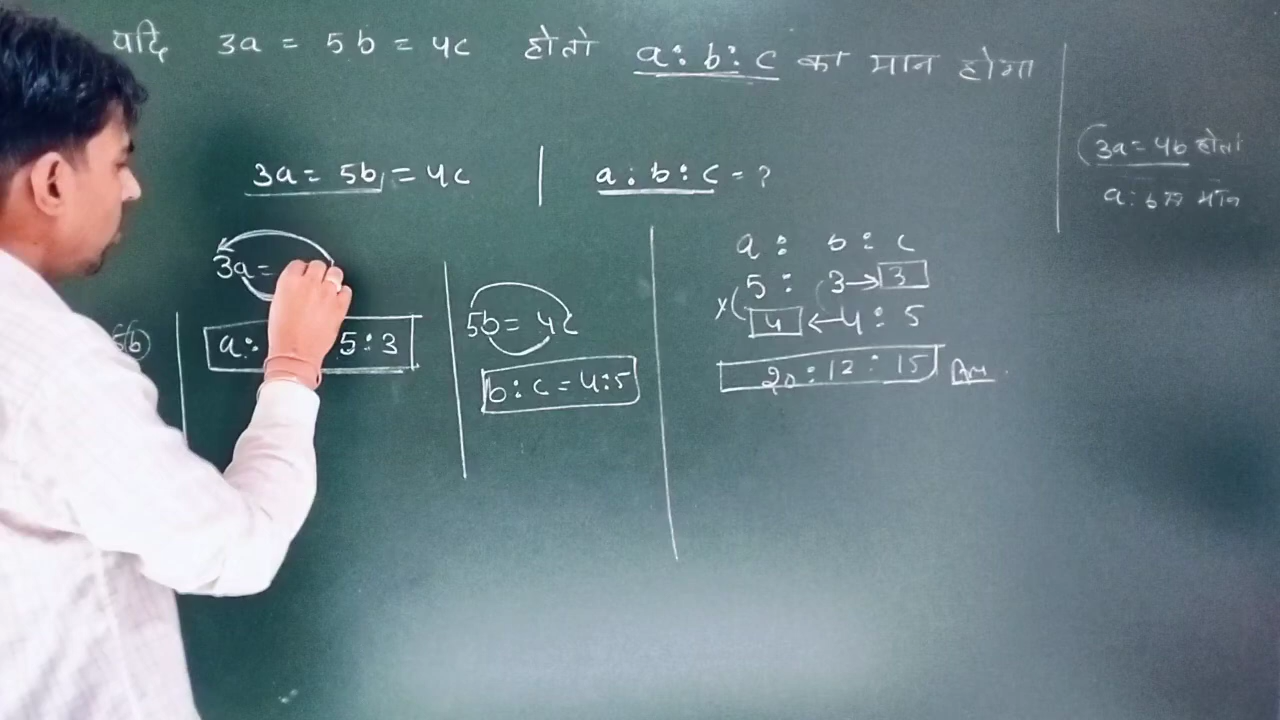 यदि 3a = 5b = 4c होतो a : b : c का मान होगा
3a = 4b होतो
a : b का मान
3a = 5b = 4c
a : b : c = ?
3a =
a : 5 : 3
5b = 4c
b : c = 4 : 5
a : b : c
5 : 3 → 3
4 ← 4 : 5
20 : 12 : 15 Ans